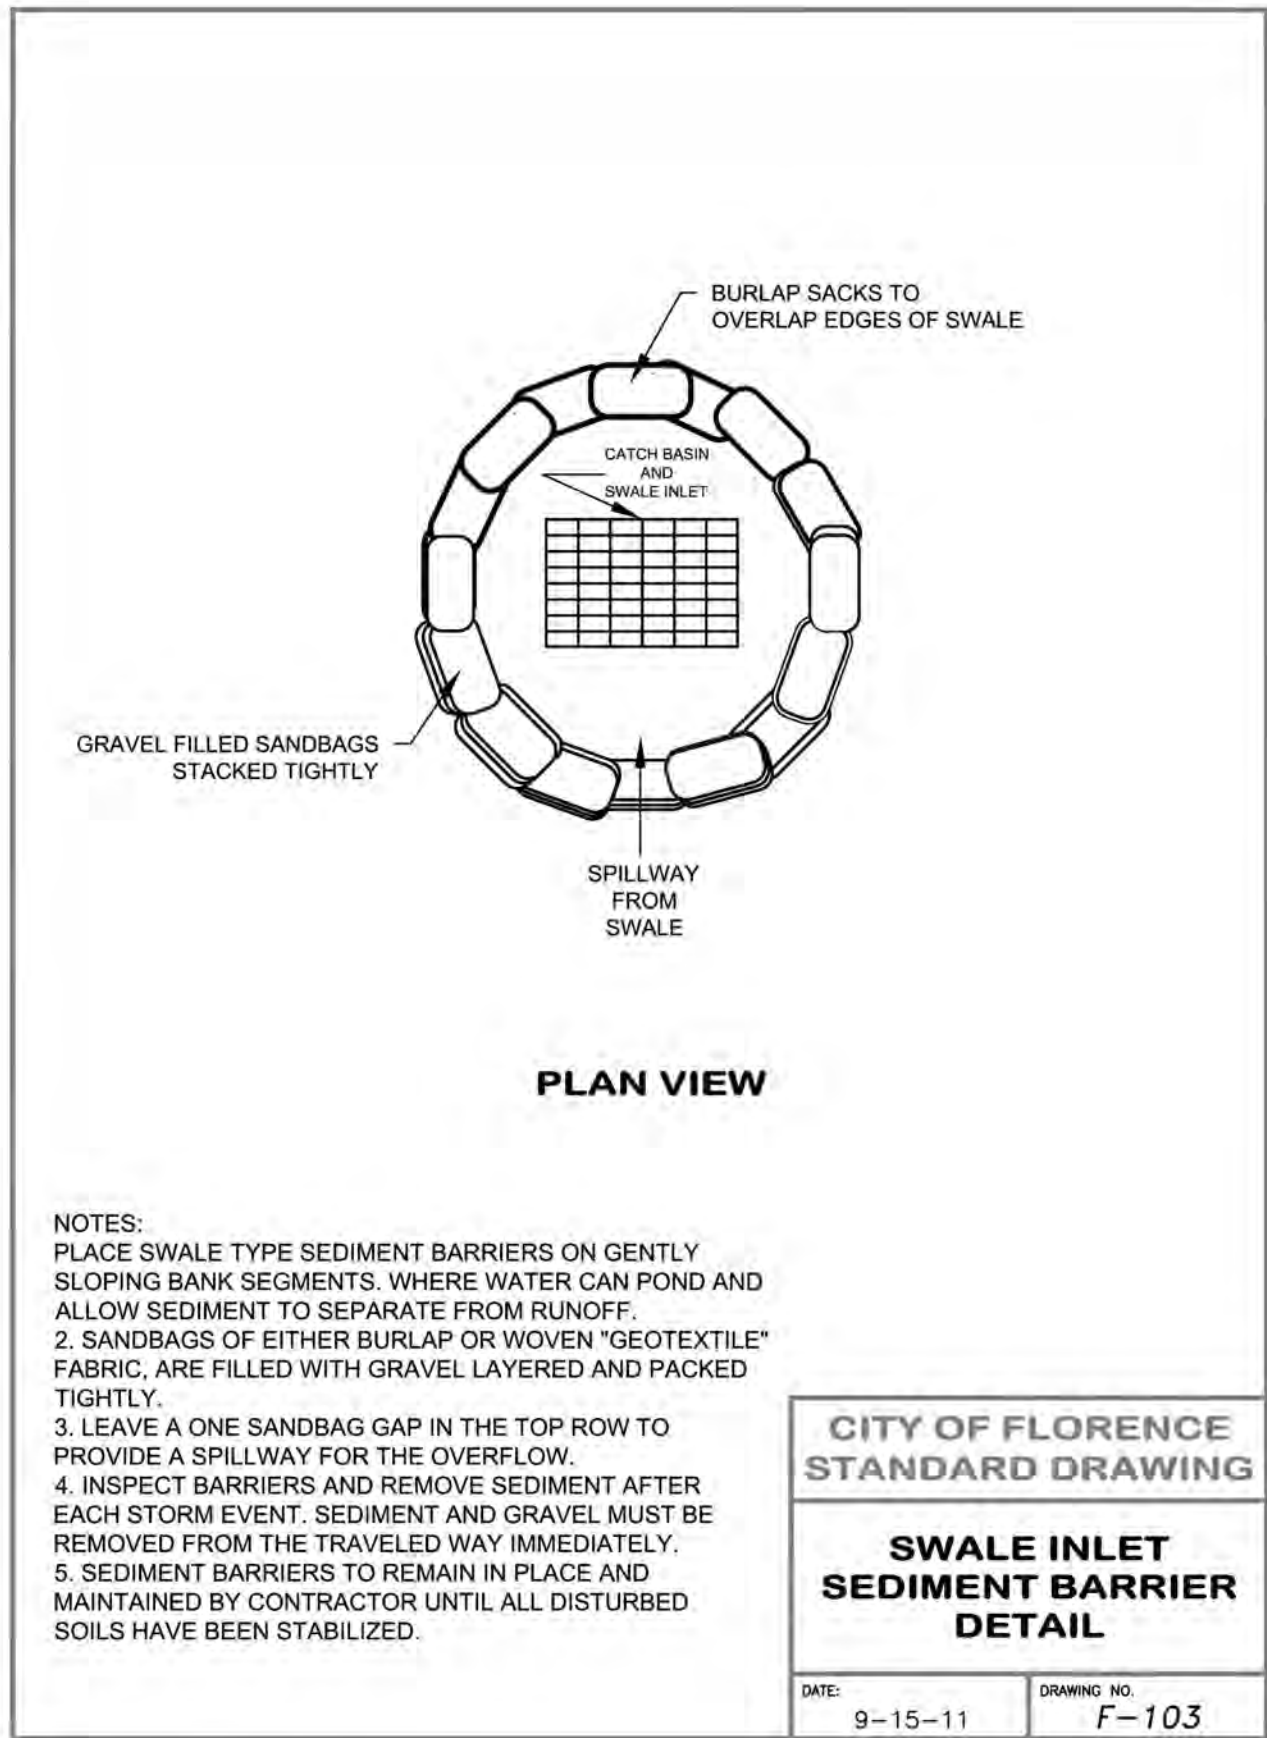 BURLAP SACKS TO
OVERLAP EDGES OF SWALE
CATCH BASIN
AND
SWALE INLET
GRAVEL FILLED SANDBAGS
STACKED TIGHTLY
SPILLWAY
FROM
SWALE
PLAN VIEW
NOTES:
PLACE SWALE TYPE SEDIMENT BARRIERS ON GENTLY
SLOPING BANK SEGMENTS. WHERE WATER CAN POND AND
ALLOW SEDIMENT TO SEPARATE FROM RUNOFF.
2. SANDBAGS OF EITHER BURLAP OR WOVEN "GEOTEXTILE"
FABRIC, ARE FILLED WITH GRAVEL LAYERED AND PACKED
TIGHTLY.
3. LEAVE A ONE SANDBAG GAP IN THE TOP ROW TO
PROVIDE A SPILLWAY FOR THE OVERFLOW.
4. INSPECT BARRIERS AND REMOVE SEDIMENT AFTER
EACH STORM EVENT. SEDIMENT AND GRAVEL MUST BE
REMOVED FROM THE TRAVELED WAY IMMEDIATELY.
5. SEDIMENT BARRIERS TO REMAIN IN PLACE AND
MAINTAINED BY CONTRACTOR UNTIL ALL DISTURBED
SOILS HAVE BEEN STABILIZED.
CITY OF FLORENCE
STANDARD DRAWING
SWALE INLET
SEDIMENT BARRIER
DETAIL
DATE:
9-15-11
DRAWING NO.
F-103